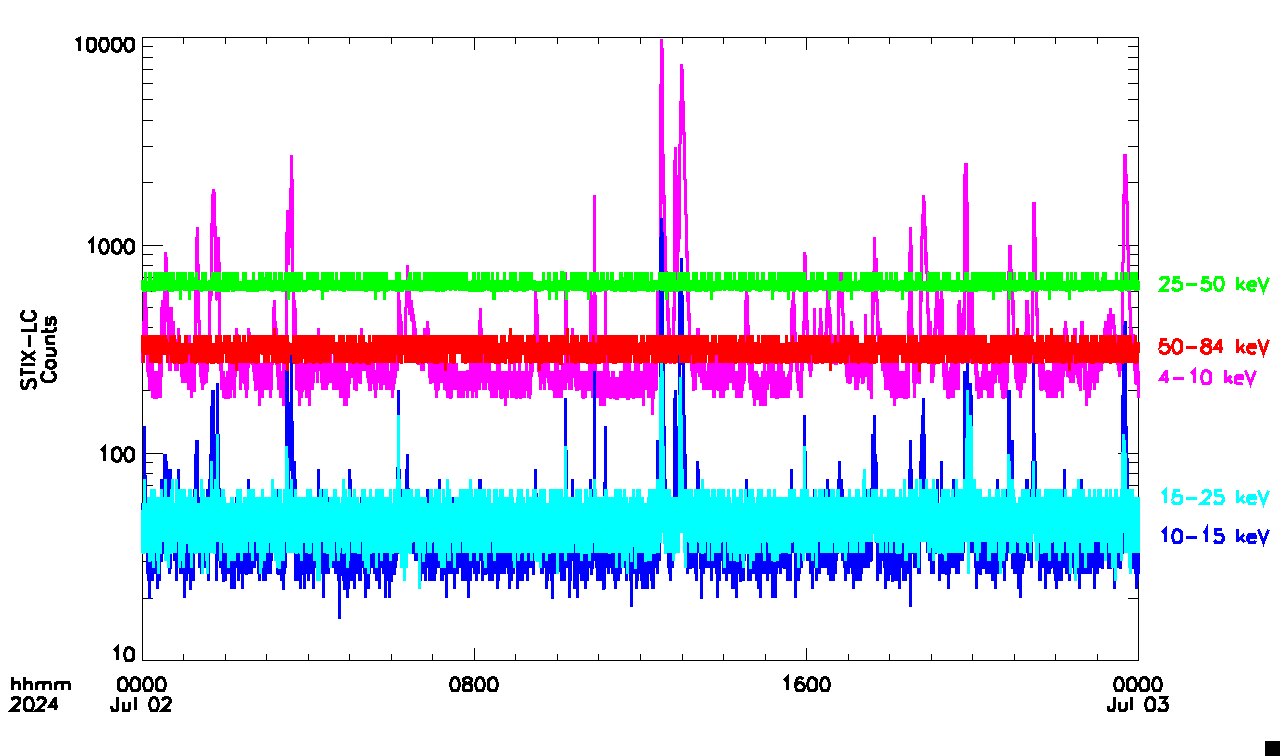 10000
1000
100
10
STIX-LC
Counts
25-50 keV
50-84 keV
4-10 keV
15-25 keV
10-15 keV
hhmm 0000 0800 1600 0000
2024 Jul 02 Jul 03